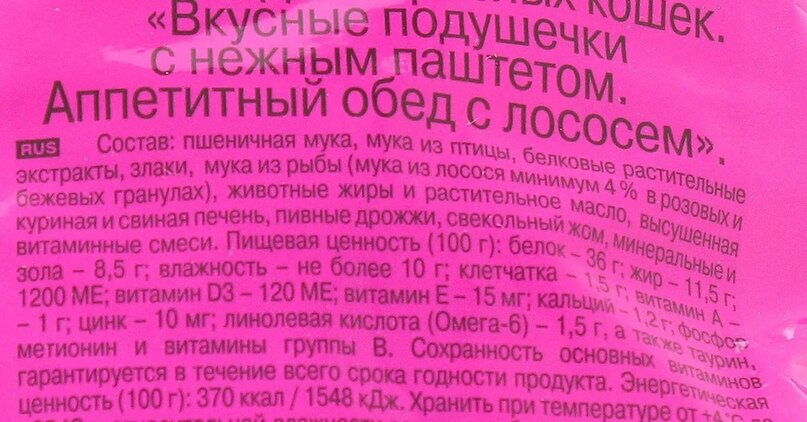 кошек.
«Вкусные подушечки
с нежным паштетом.
Аппетитный обед с лососем».
RUS Состав: пшеничная мука, мука из птицы, белковые растительные
экстракты, злаки, мука из рыбы (мука из лосося минимум 4 % в розовых и
бежевых гранулах), животные жиры и растительное масло, высушенная
куриная и свиная печень, пивные дрожжи, свекольный жом, минеральные и
витаминные смеси. Пищевая ценность (100 г): белок – 36 г; жир – 11,5 г;
зола – 8,5 г; влажность – не более 10 г; клетчатка – 1,5 г; витамин А –
1200 МЕ; витамин D3 – 120 МЕ; витамин Е – 15 мг; кальций – 1,2 г; фосфор
– 1 г; цинк – 10 мг; линолевая кислота (Омега-6) – 1,5 г, а также таурин,
метионин и витамины группы В. Сохранность основных витаминов
гарантируется в течение всего срока годности продукта. Энергетическая
ценность (100 г): 370 ккал / 1548 кДж. Хранить при температуре от +4°С до
относительной влажности